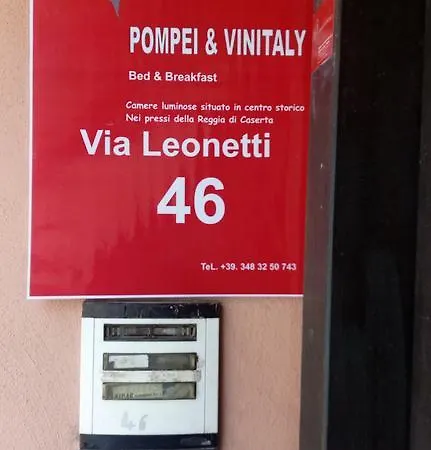 POMPEI & VINITALY
Bed & Breakfast
Camere luminose situato in centro storico
Nei pressi della Reggia di Caserta
Via Leonetti
46
TeL. +39. 348 32 50 743
46